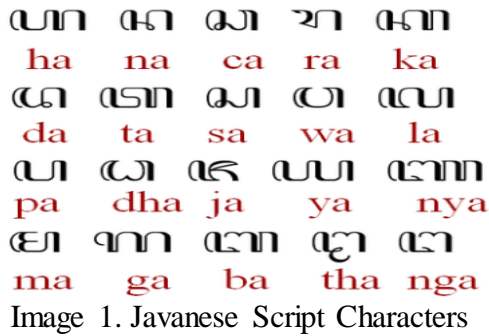 ꦲ ꦤ ꦕ ꦫ ꦏ
ha na ca ra ka
ꦢ ꦠ ꦱ ꦮ ꦭ
da ta sa wa la
ꦥ ꦝ ꦗ ꦪ ꦚ
pa dha ja ya nya
ꦩ ꦒ ꦧ ꦛ ꦔ
ma ga ba tha nga
Image 1. Javanese Script Characters